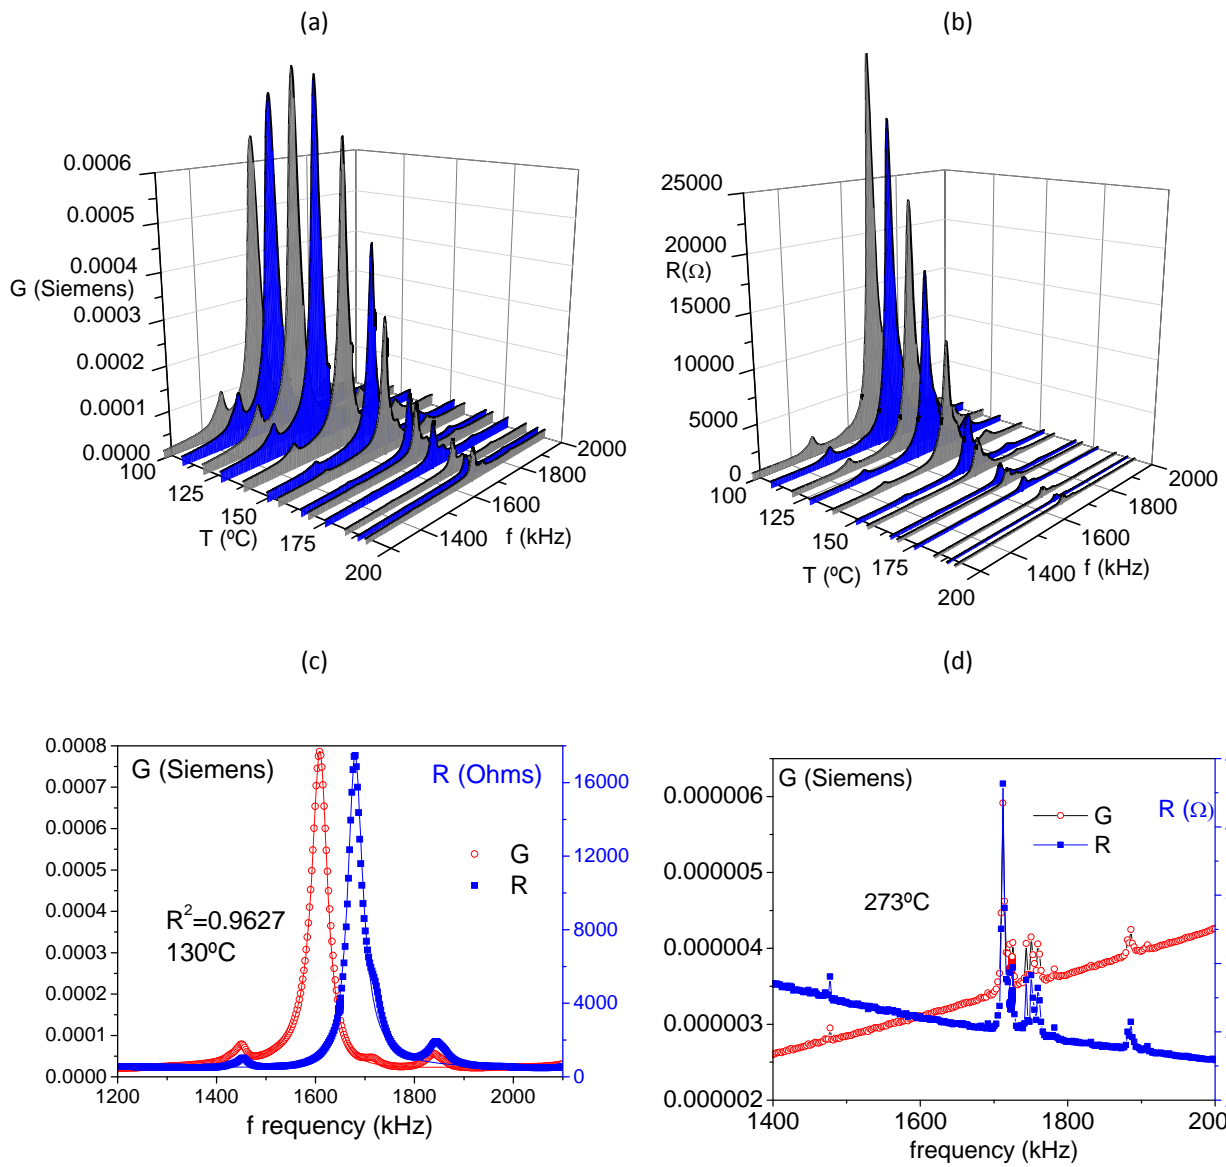 (a)
0.0006
0.0005
0.0004
G (Siemens)
0.0003
0.0002
0.0001
0.0000
100
125
150
175
200
T (ºC)
1400
1600
1800
2000
f (kHz)
(b)
25000
20000
R(Ω)
15000
10000
5000
0
100
125
150
175
200
T (ºC)
1400
1600
1800
2000
f (kHz)
(c)
0.0008
0.0007
0.0006
0.0005
0.0004
0.0003
0.0002
0.0001
0.0000
G (Siemens)
R (Ohms)
G
R
R²=0.9627
130ºC
16000
12000
8000
4000
0
1200 1400 1600 1800 2000
f requency (kHz)
(d)
G (Siemens)
R (Ω)
0.000006
0.000005
0.000004
0.000003
0.000002
G
R
273ºC
1400 1600 1800 200
frequency (kHz)